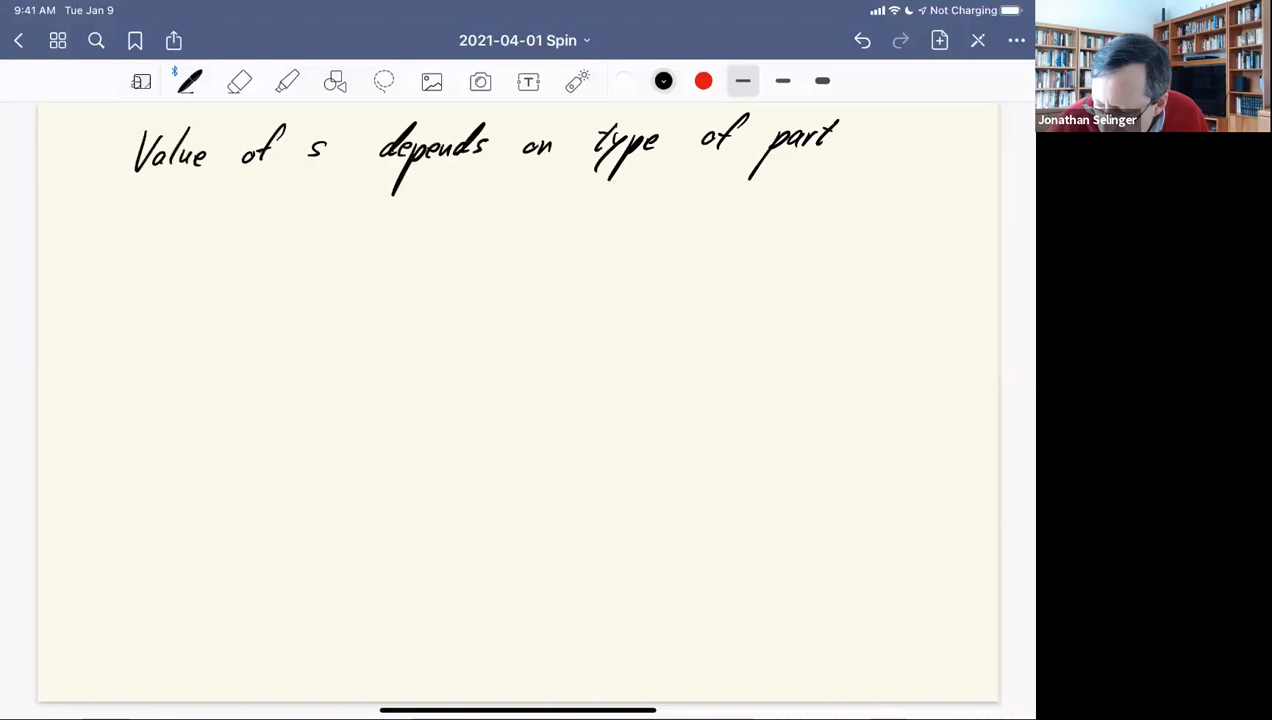 9:41 AM Tue Jan 9
Not Charging
2021-04-01 Spin
T
Jonathan Selinger
Value of s depends on type of part